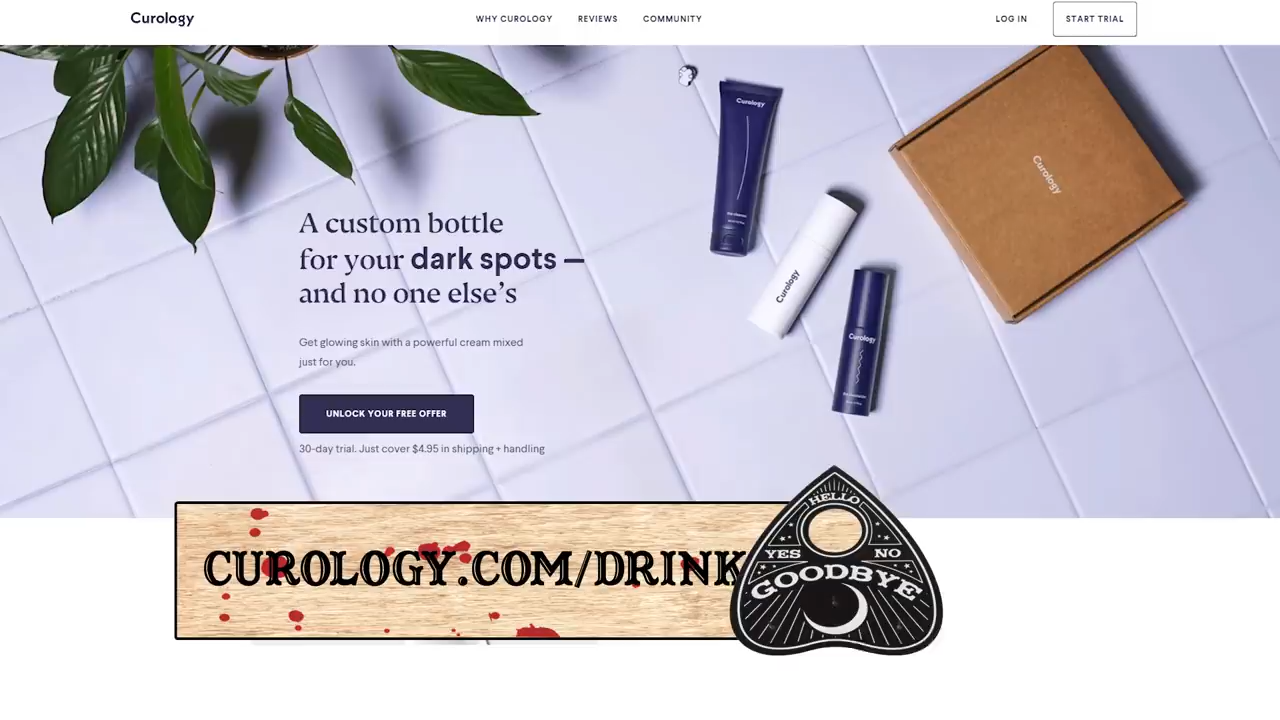 Curology
WHY CUROLOGY REVIEWS COMMUNITY
LOG IN
START TRIAL
Curology
Curology
Curology
Curology
A custom bottle
for your dark spots —
and no one else's
Get glowing skin with a powerful cream mixed
just for you.
UNLOCK YOUR FREE OFFER
30-day trial. Just cover $4.95 in shipping + handling
CUROLOGY.COM/DRINK
HELLO
YES NO
GOODBYE